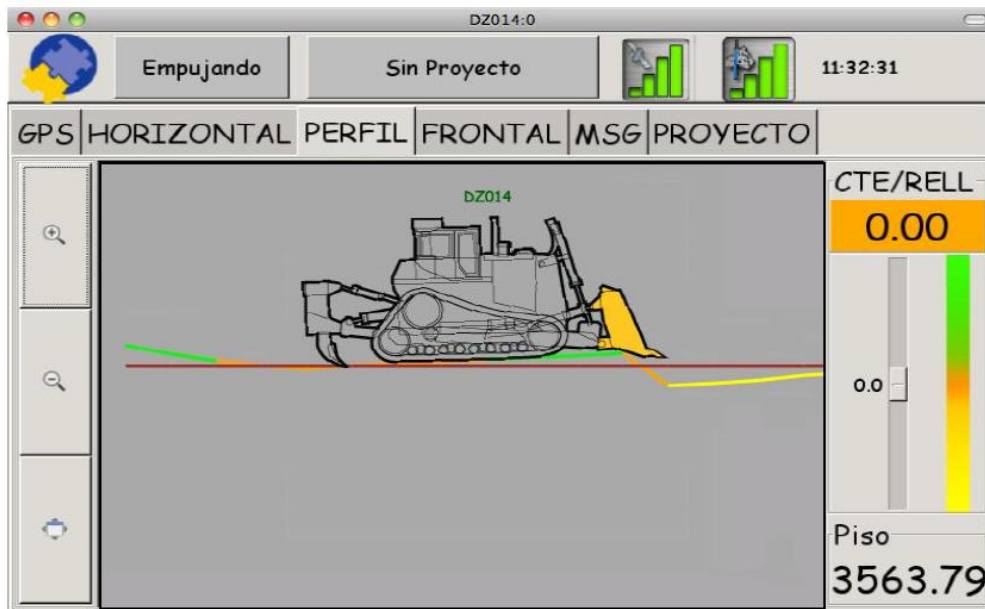 DZ014:0
Empujando
Sin Proyecto
11:32:31
GPS HORIZONTAL PERFIL FRONTAL MSG PROYECTO
DZ014
CTE/RELL
0.00
0.0
Piso
3563.79